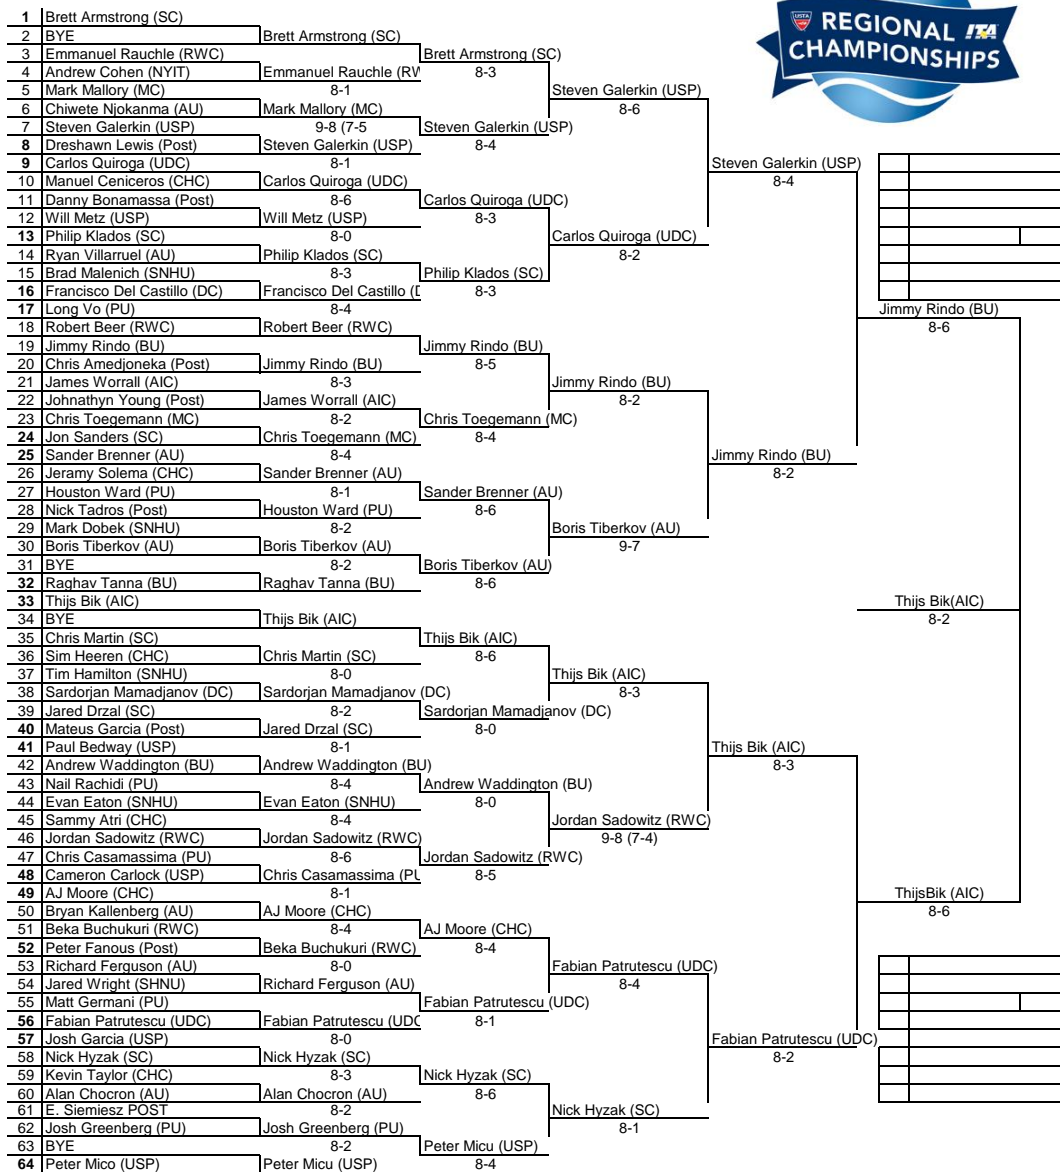 USTA REGIONAL ITA
CHAMPIONSHIPS
1 Brett Armstrong (SC)
2 BYE Brett Armstrong (SC)
3 Emmanuel Rauchle (RWC) Brett Armstrong (SC)
4 Andrew Cohen (NYIT) Emmanuel Rauchle (RW 8-3
5 Mark Mallory (MC) 8-1 Steven Galerkin (USP)
6 Chiwete Njokanma (AU) Mark Mallory (MC) 8-6
7 Steven Galerkin (USP) 9-8 (7-5 Steven Galerkin (USP)
8 Dreshawn Lewis (Post) Steven Galerkin (USP) 8-4
9 Carlos Quiroga (UDC) 8-1 Steven Galerkin (USP)
10 Manuel Ceniceros (CHC) Carlos Quiroga (UDC) 8-4
11 Danny Bonamassa (Post) 8-6 Carlos Quiroga (UDC)
12 Will Metz (USP) Will Metz (USP) 8-3
13 Philip Klados (SC) 8-0 Carlos Quiroga (UDC)
14 Ryan Villarruel (AU) Philip Klados (SC) 8-2
15 Brad Malenich (SNHU) 8-3 Philip Klados (SC)
16 Francisco Del Castillo (DC) Francisco Del Castillo (D 8-3
17 Long Vo (PU) 8-4 Jimmy Rindo (BU)
18 Robert Beer (RWC) Robert Beer (RWC) 8-6
19 Jimmy Rindo (BU) Jimmy Rindo (BU)
20 Chris Amedjoneka (Post) Jimmy Rindo (BU) 8-5
21 James Worrall (AIC) 8-3 Jimmy Rindo (BU)
22 Johnathyn Young (Post) James Worrall (AIC) 8-2
23 Chris Toegemann (MC) 8-2 Chris Toegemann (MC)
24 Jon Sanders (SC) Chris Toegemann (MC) 8-4
25 Sander Brenner (AU) 8-4 Jimmy Rindo (BU)
26 Jeramy Solema (CHC) Sander Brenner (AU) 8-2
27 Houston Ward (PU) 8-1 Sander Brenner (AU)
28 Nick Tadros (Post) Houston Ward (PU) 8-6
29 Mark Dobek (SNHU) 8-2 Boris Tiberkov (AU)
30 Boris Tiberkov (AU) Boris Tiberkov (AU) 9-7
31 BYE 8-2 Boris Tiberkov (AU)
32 Raghav Tanna (BU) Raghav Tanna (BU) 8-6
33 Thijs Bik (AIC) Thijs Bik(AIC)
34 BYE Thijs Bik (AIC) 8-2
35 Chris Martin (SC) Thijs Bik (AIC)
36 Sim Heeren (CHC) Chris Martin (SC) 8-6
37 Tim Hamilton (SNHU) 8-0 Thijs Bik (AIC)
38 Sardorjan Mamadjanov (DC) Sardorjan Mamadjanov (DC) 8-3
39 Jared Drzal (SC) 8-2 Sardorjan Mamadjanov (DC)
40 Mateus Garcia (Post) Jared Drzal (SC) 8-0
41 Paul Bedway (USP) 8-1 Thijs Bik (AIC)
42 Andrew Waddington (BU) Andrew Waddington (BU) 8-3
43 Nail Rachidi (PU) 8-4 Andrew Waddington (BU)
44 Evan Eaton (SNHU) Evan Eaton (SNHU) 8-0
45 Sammy Atri (CHC) 8-4 Jordan Sadowitz (RWC)
46 Jordan Sadowitz (RWC) Jordan Sadowitz (RWC) 9-8 (7-4)
47 Chris Casamassima (PU) 8-6 Jordan Sadowitz (RWC)
48 Cameron Carlock (USP) Chris Casamassima (PU 8-5
49 AJ Moore (CHC) 8-1 ThijsBik (AIC)
50 Bryan Kallenberg (AU) AJ Moore (CHC) 8-6
51 Beka Buchukuri (RWC) 8-4 AJ Moore (CHC)
52 Peter Fanous (Post) Beka Buchukuri (RWC) 8-4
53 Richard Ferguson (AU) 8-0 Fabian Patrutescu (UDC)
54 Jared Wright (SHNU) Richard Ferguson (AU) 8-4
55 Matt Germani (PU) Fabian Patrutescu (UDC)
56 Fabian Patrutescu (UDC) Fabian Patrutescu (UDC 8-1
57 Josh Garcia (USP) 8-0 Fabian Patrutescu (UDC)
58 Nick Hyzak (SC) Nick Hyzak (SC) 8-2
59 Kevin Taylor (CHC) 8-3 Nick Hyzak (SC)
60 Alan Chocron (AU) Alan Chocron (AU) 8-6
61 E. Siemiesz POST 8-2 Nick Hyzak (SC)
62 Josh Greenberg (PU) Josh Greenberg (PU) 8-1
63 BYE 8-2 Peter Micu (USP)
64 Peter Mico (USP) Peter Micu (USP) 8-4